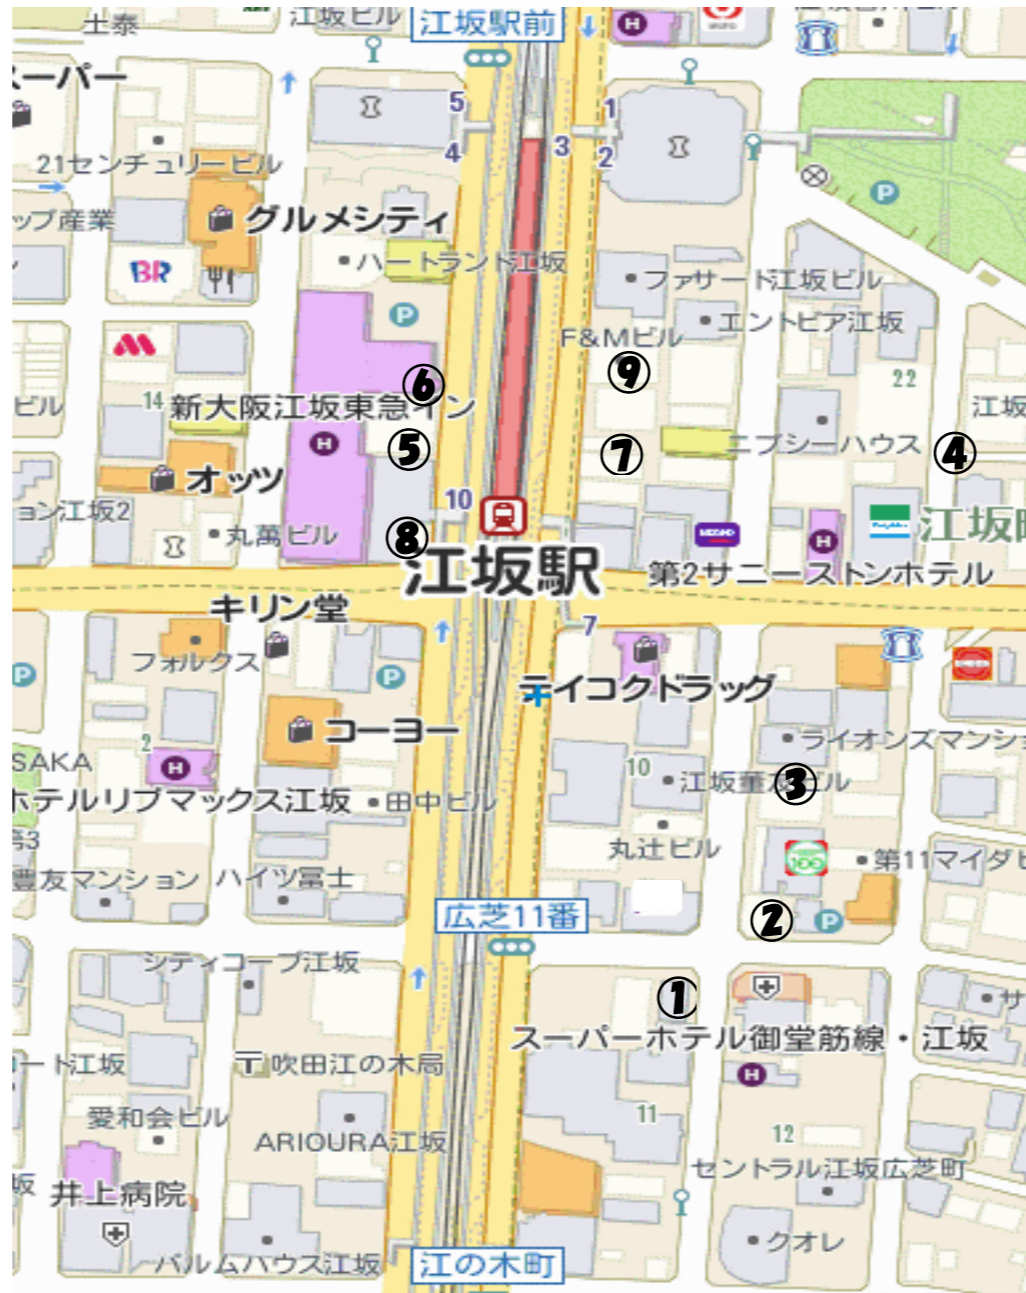 土泰
江坂ビル
江坂駅前
スーパー
5
1
4
3
2
21センチュリービル
P
ップ産業
グルメシティ
BR
ハートランド江坂
ファサード江坂ビル
P
エントピア江坂
F&Mビル
⑥
⑨
22
ビル
14
新大阪江坂東急イン
江坂
H
⑤
⑦
ニプシーハウス
④
オッツ
10
ョン江坂2
丸萬ビル
⑧
H
江坂駅
第2サニーストンホテル
キリン堂
7
フォルクス
P
P
テイコクドラッグ
コーヨー
ライオンズマンショ
2
SAKA
H
10
③
ホテルリブマックス江坂
田中ビル
丸辻ビル
100
第11マイダビ
豊友マンション
ハイツ冨士
広芝11番
②
P
シティコープ江坂
①
スーパーホテル御堂筋線・江坂
ート江坂
〒吹田江の木局
H
愛和会ビル
ARIOURA江坂
11
12
セントラル江坂広芝町
井上病院
クオレ
パルムハウス江坂
江の木町